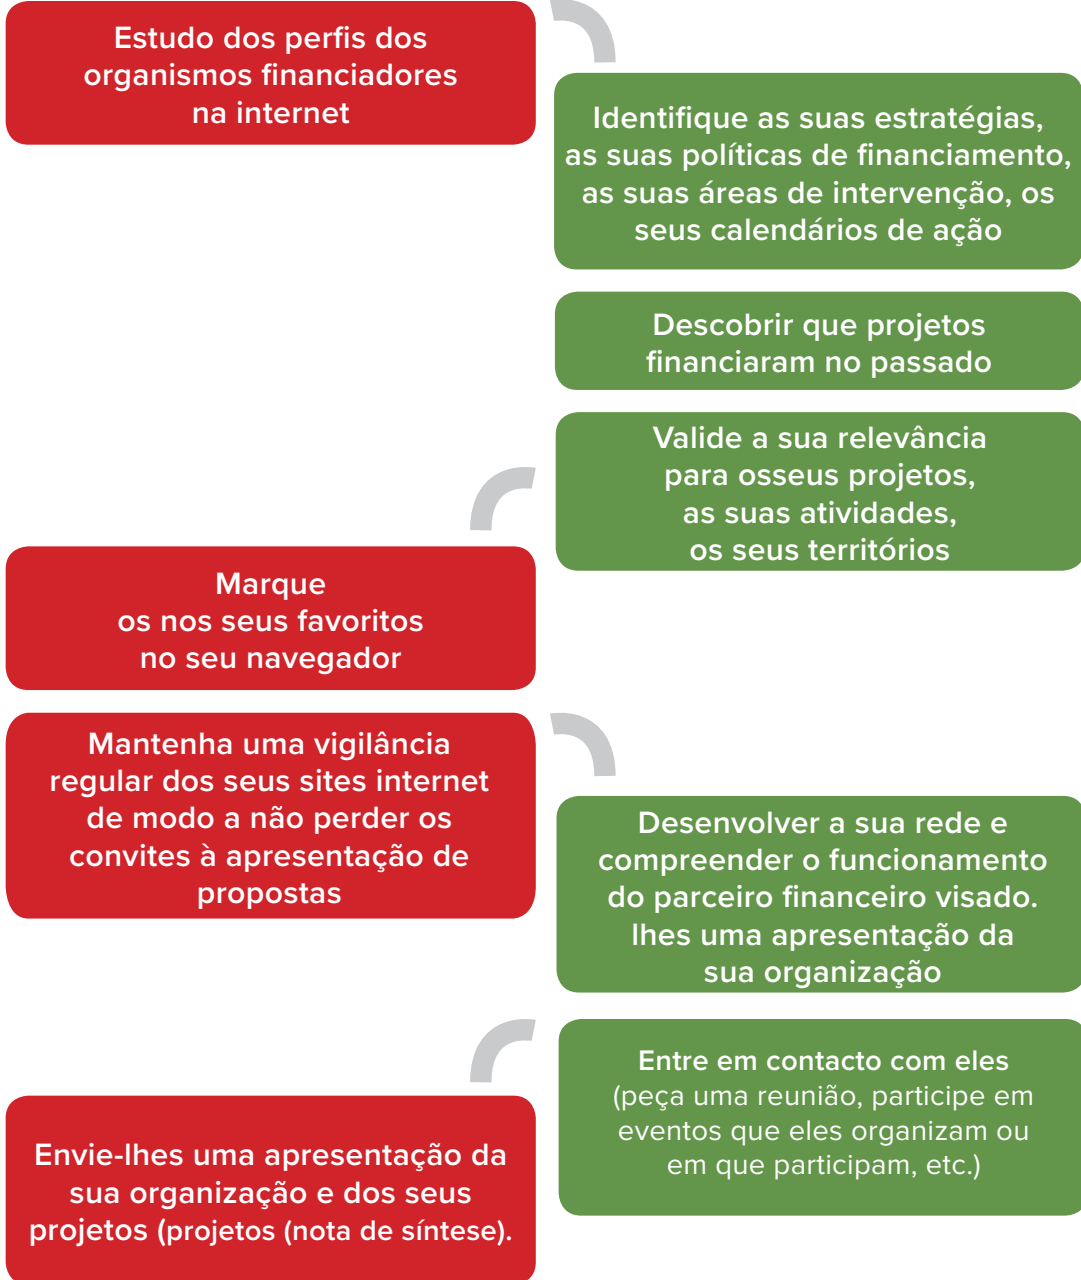 Estudo dos perfis dos
organismos financiadores
na internet
Identifique as suas estratégias,
as suas políticas de financiamento,
as suas áreas de intervenção, os
seus calendários de ação
Descobrir que projetos
financiaram no passado
Valide a sua relevância
para osseus projetos,
as suas atividades,
os seus territórios
Marque
os nos seus favoritos
no seu navegador
Mantenha uma vigilância
regular dos seus sites internet
de modo a não perder os
convites à apresentação de
propostas
Desenvolver a sua rede e
compreender o funcionamento
do parceiro financeiro visado.
lhes uma apresentação da
sua organização
Entre em contacto com eles
(peça uma reunião, participe em
eventos que eles organizam ou
em que participam, etc.)
Envie-lhes uma apresentação da
sua organização e dos seus
projetos (projetos (nota de síntese).